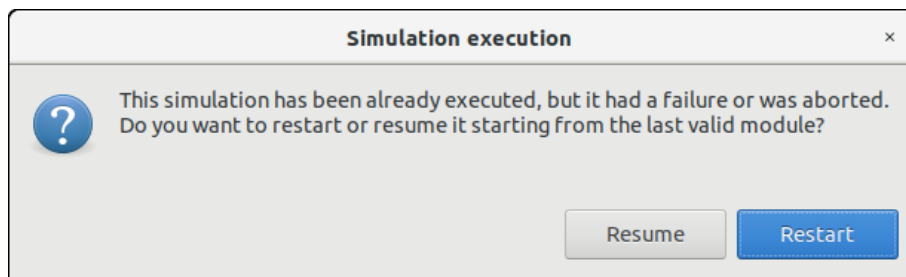 Simulation execution
This simulation has been already executed, but it had a failure or was aborted.
Do you want to restart or resume it starting from the last valid module?
Resume
Restart